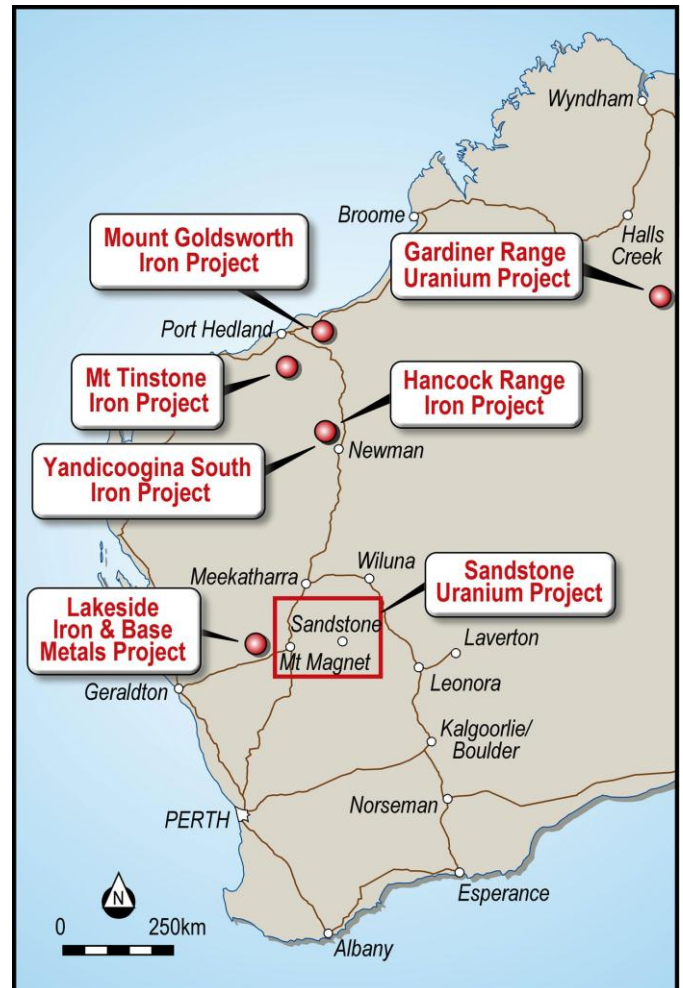 Wyndham
Broome
Halls
Creek
Mount Goldsworth
Iron Project
Gardiner Range
Uranium Project
Port Hedland
Mt Tinstone
Iron Project
Hancock Range
Iron Project
Yandicoogina South
Iron Project
Newman
Meekatharra
Wiluna
Sandstone
Uranium Project
Lakeside
Iron & Base
Metals Project
Sandstone
Mt Magnet
Laverton
Leonora
Geraldton
Kalgoorlie/
Boulder
Norseman
PERTH
Esperance
N
0 250km
Albany